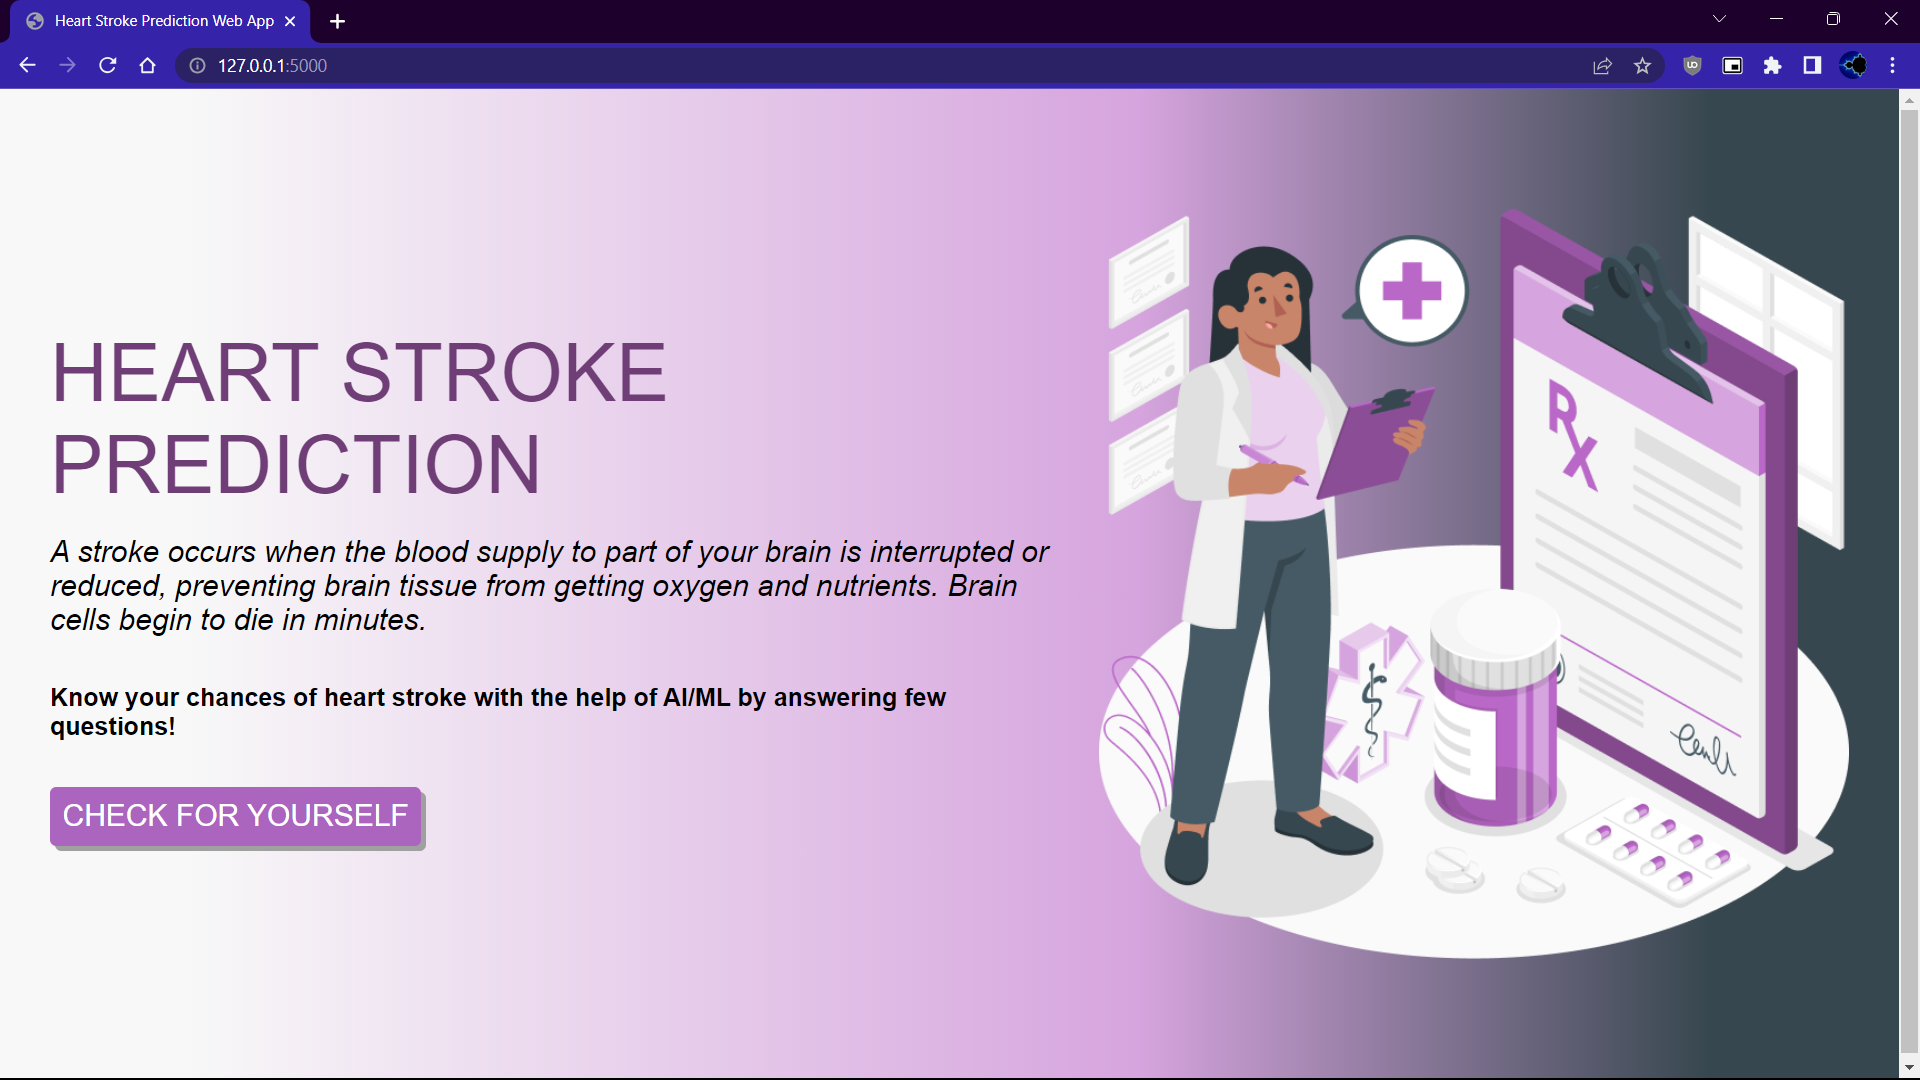 Heart Stroke Prediction Web App
127.0.0.1:5000
HEART STROKE
PREDICTION
A stroke occurs when the blood supply to part of your brain is interrupted or
reduced, preventing brain tissue from getting oxygen and nutrients. Brain
cells begin to die in minutes.
Know your chances of heart stroke with the help of AI/ML by answering few
questions!
CHECK FOR YOURSELF
RX